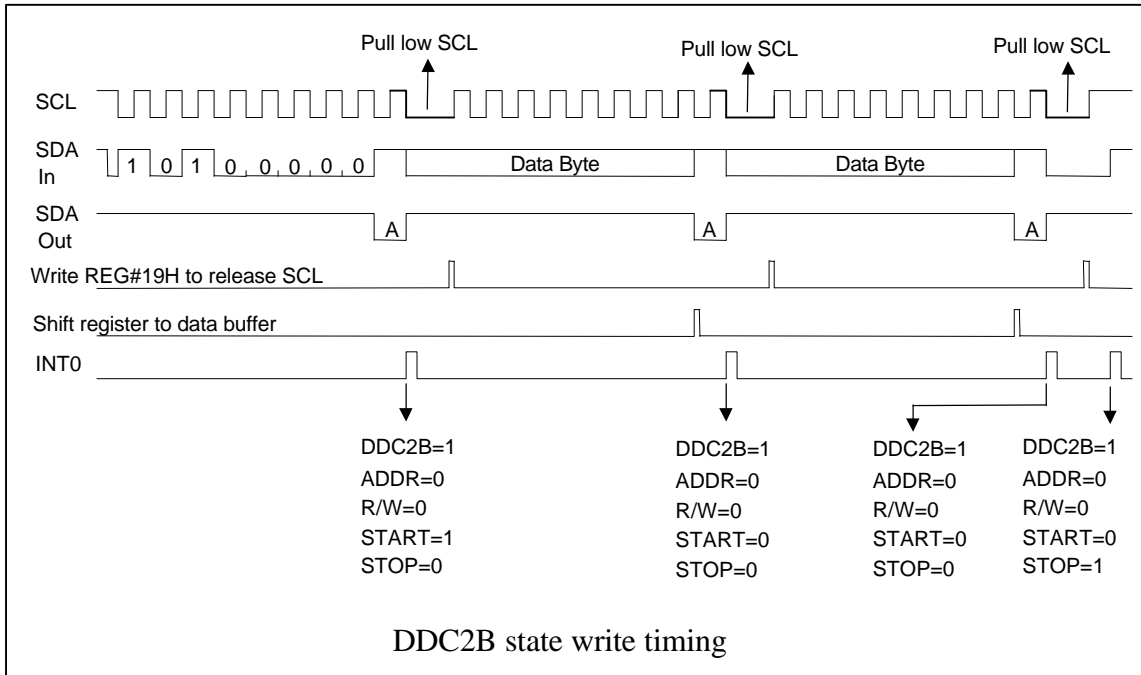 Pull low SCL Pull low SCL Pull low SCL
SCL
SDA
In
1 0 1 0 0 0 0 0 Data Byte Data Byte
SDA
Out
A A A
Write REG#19H to release SCL
Shift register to data buffer
INT0
DDC2B=1 DDC2B=1 DDC2B=1 DDC2B=1
ADDR=0 ADDR=0 ADDR=0 ADDR=0
R/W=0 R/W=0 R/W=0 R/W=0
START=1 START=0 START=0 START=0
STOP=0 STOP=0 STOP=0 STOP=1
DDC2B state write timing